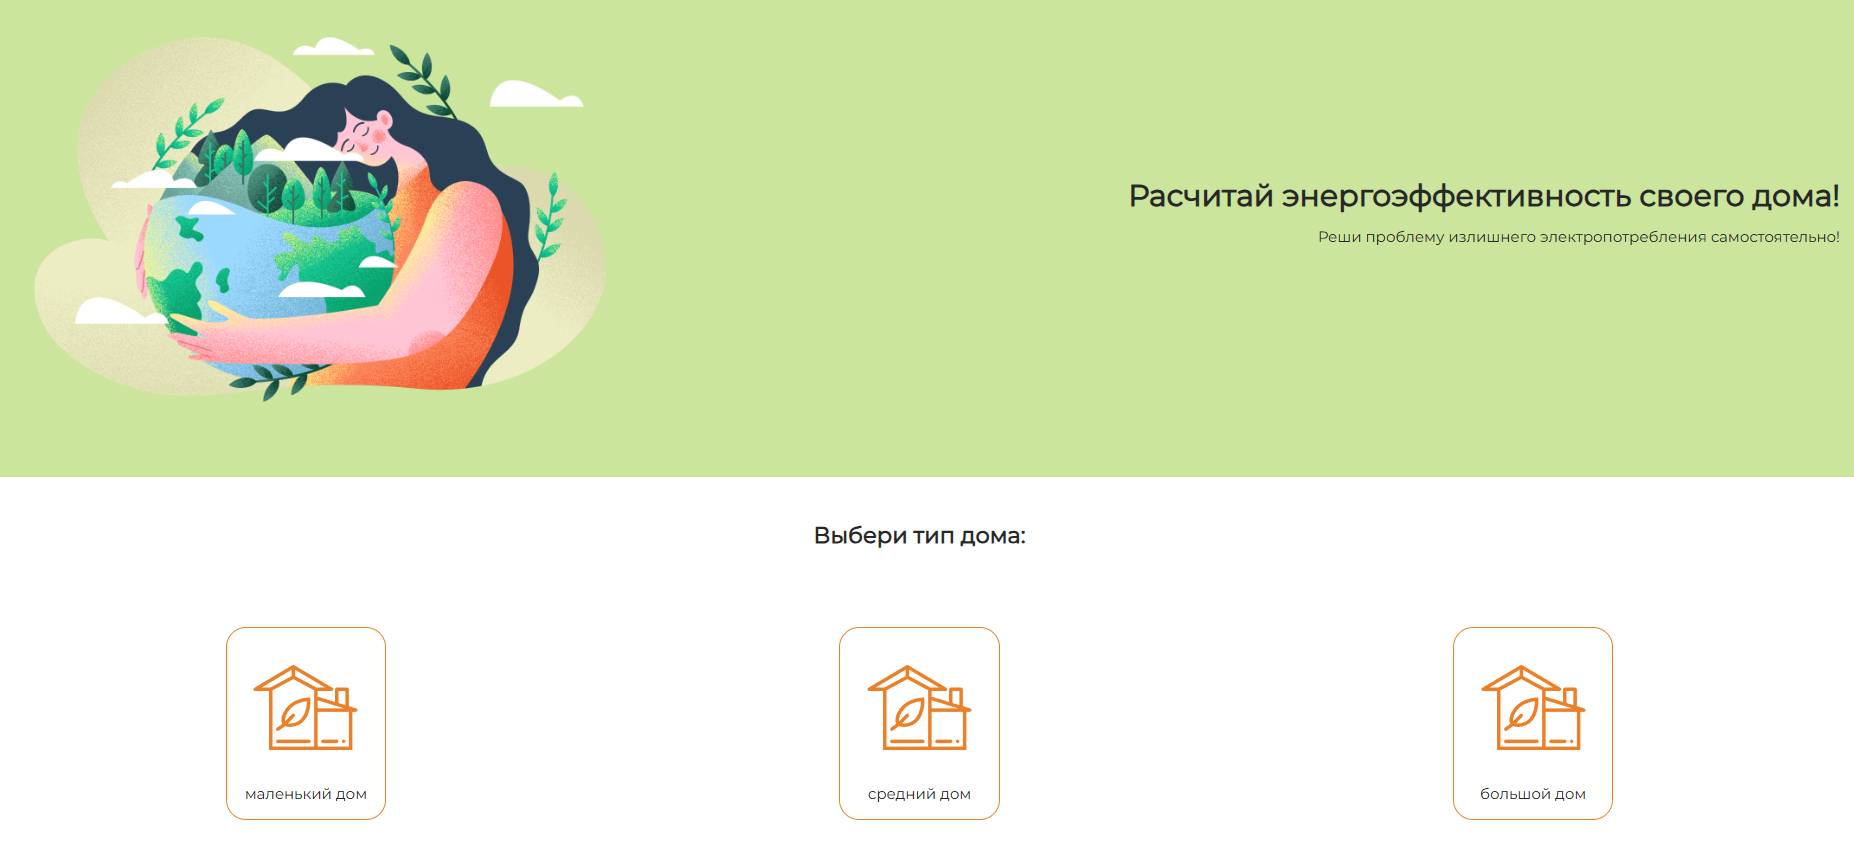 Расчитай энергоэффективность своего дома!
Реши проблему излишнего электропотребления самостоятельно!
Выбери тип дома:
маленький дом
средний дом
большой дом